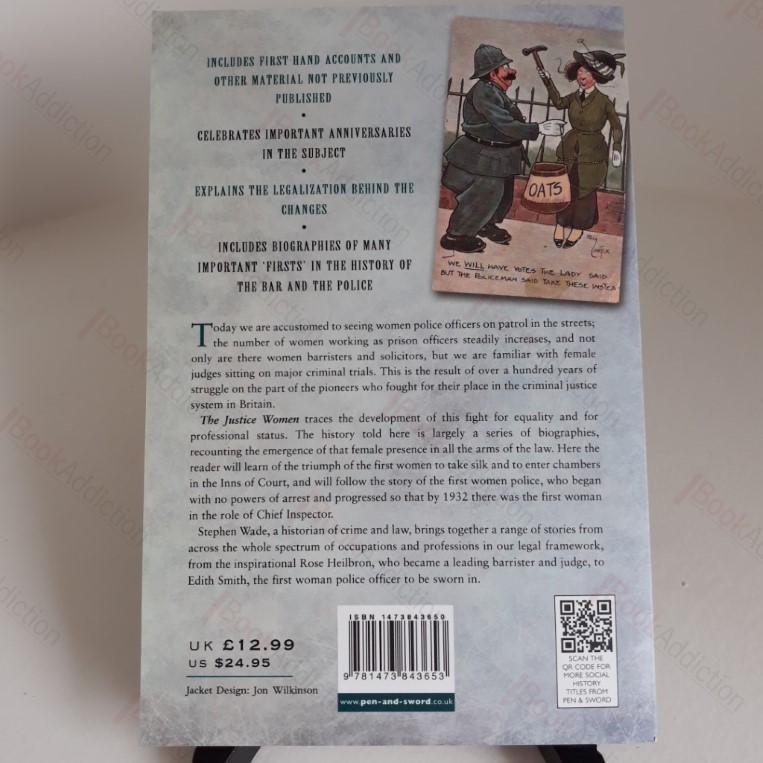 INCLUDES FIRST HAND ACCOUNTS AND
OTHER MATERIAL NOT PREVIOUSLY
PUBLISHED
•
CELEBRATES IMPORTANT ANNIVERSARIES
IN THE SUBJECT
•
EXPLAINS THE LEGALIZATION BEHIND THE
CHANGES
•
INCLUDES BIOGRAPHIES OF MANY
IMPORTANT 'FIRSTS' IN THE HISTORY OF
THE BAR AND THE POLICE
OATS
WE WILL HAVE VOTES THE LADY SAID
BUT THE POLICEMAN SAID TAKE THESE
Today we are accustomed to seeing women police officers on patrol in the streets;
the number of women working as prison officers steadily increases, and not
only are there women barristers and solicitors, but we are familiar with female
judges sitting on major criminal trials. This is the result of over a hundred years of
struggle on the part of the pioneers who fought for their place in the criminal justice
system in Britain.
The Justice Women traces the development of this fight for equality and for
professional status. The history told here is largely a series of biographies,
recounting the emergence of that female presence in all the arms of the law. Here the
reader will learn of the triumph of the first women to take silk and to enter chambers
in the Inns of Court, and will follow the story of the first women police, who began
with no powers of arrest and progressed so that by 1932 there was the first woman
in the role of Chief Inspector.
Stephen Wade, a historian of crime and law, brings together a range of stories from
across the whole spectrum of occupations and professions in our legal framework,
from the inspirational Rose Heilbron, who became a leading barrister and judge, to
Edith Smith, the first woman police officer to be sworn in.
UK £12.99
US $24.95
Jacket Design: Jon Wilkinson
ISBN 1473843650
9 781473 843653
www.pen-and-sword.co.uk
SCAN THE
QR CODE FOR
MORE SOCIAL
HISTORY
TITLES FROM
PEN & SWORD
BookAddiction